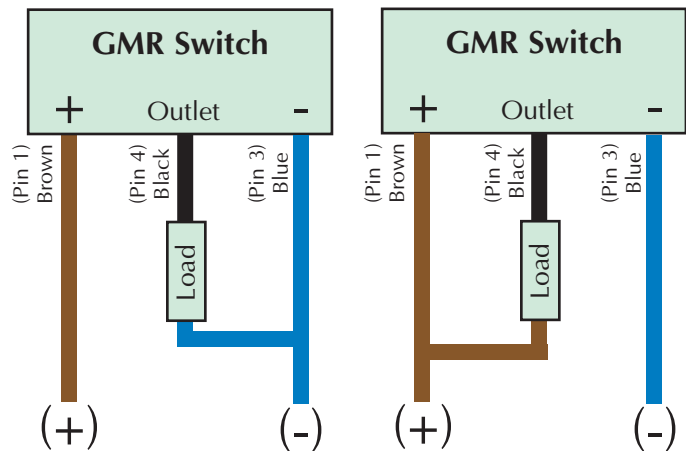 GMR Switch
+ Outlet -
(Pin 1)
Brown
(Pin 4)
Black
(Pin 3)
Blue
Load
(+)
(-)
GMR Switch
+ Outlet -
(Pin 1)
Brown
(Pin 4)
Black
(Pin 3)
Blue
Load
(+)
(-)